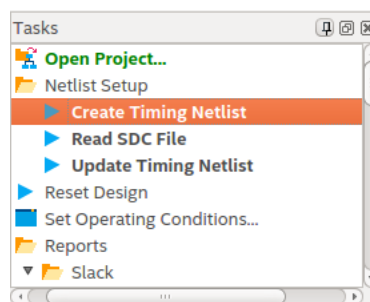 Tasks
Open Project...
Netlist Setup
Create Timing Netlist
Read SDC File
Update Timing Netlist
Reset Design
Set Operating Conditions...
Reports
Slack